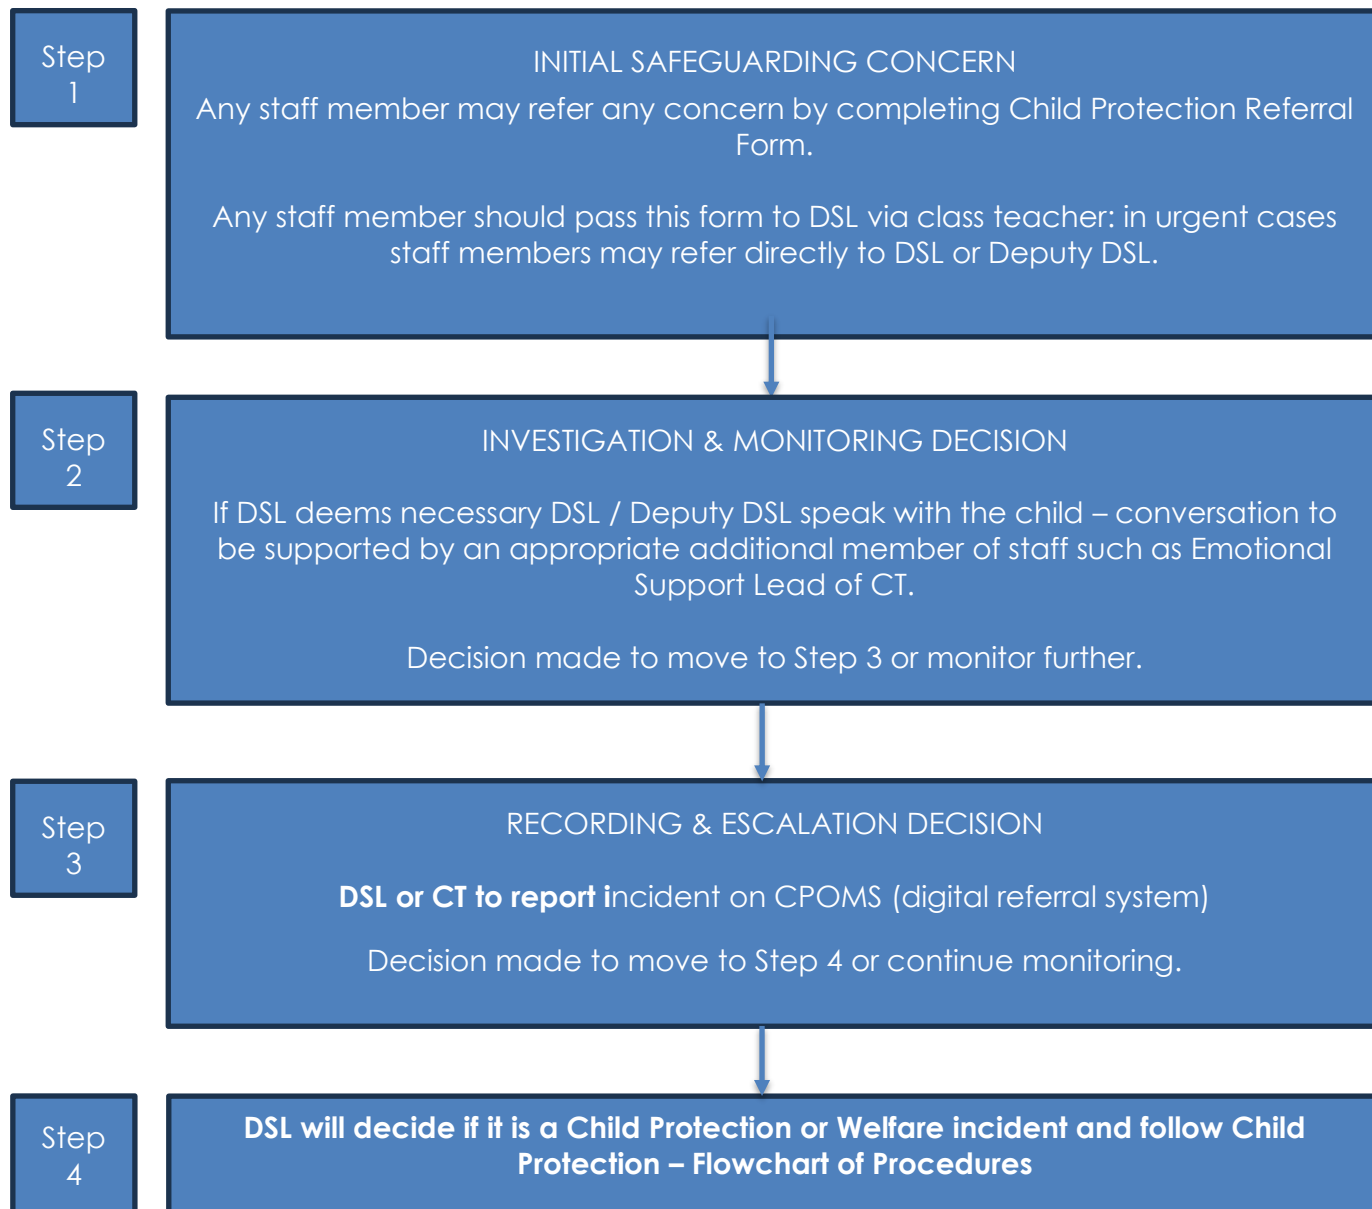 Step
1
INITIAL SAFEGUARDING CONCERN
Any staff member may refer any concern by completing Child Protection Referral
Form.
Any staff member should pass this form to DSL via class teacher: in urgent cases
staff members may refer directly to DSL or Deputy DSL.
Step
2
INVESTIGATION & MONITORING DECISION
If DSL deems necessary DSL / Deputy DSL speak with the child – conversation to
be supported by an appropriate additional member of staff such as Emotional
Support Lead of CT.
Decision made to move to Step 3 or monitor further.
Step
3
RECORDING & ESCALATION DECISION
DSL or CT to report incident on CPOMS (digital referral system)
Decision made to move to Step 4 or continue monitoring.
Step
4
DSL will decide if it is a Child Protection or Welfare incident and follow Child
Protection – Flowchart of Procedures